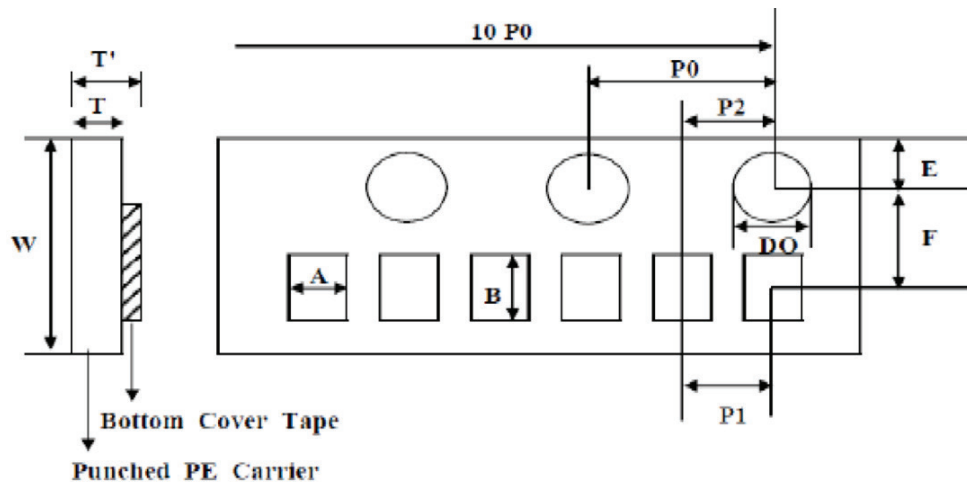 10 P0
T'
P0
T
P2
E
W
F
DO
A
B
P1
Bottom Cover Tape
Punched PE Carrier